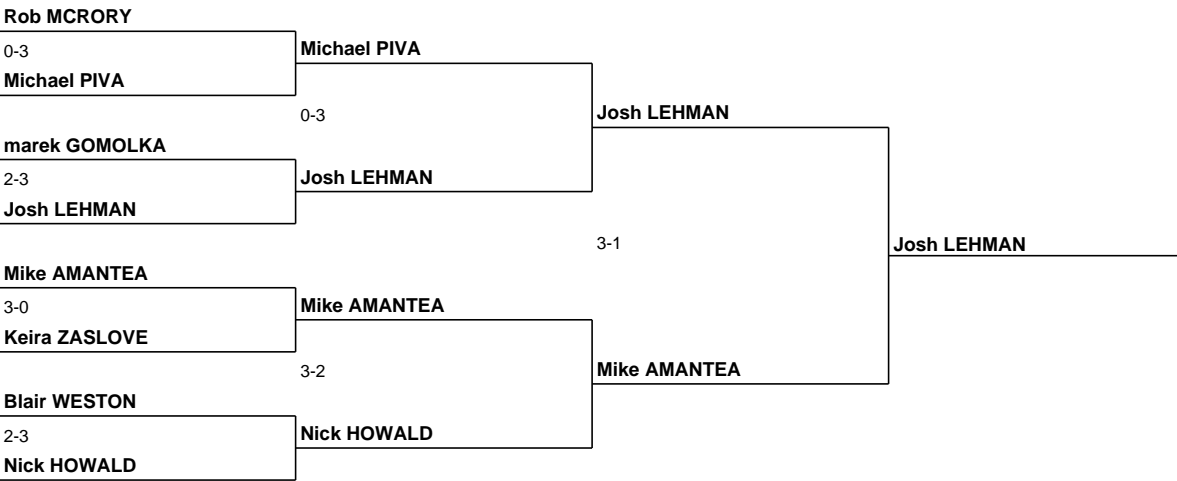 Rob MCRORY
0-3
Michael PIVA
Michael PIVA
0-3
Josh LEHMAN
marek GOMOLKA
2-3
Josh LEHMAN
Josh LEHMAN
3-1
Josh LEHMAN
Mike AMANTEA
3-0
Mike AMANTEA
Keira ZASLOVE
3-2
Mike AMANTEA
Blair WESTON
2-3
Nick HOWALD
Nick HOWALD